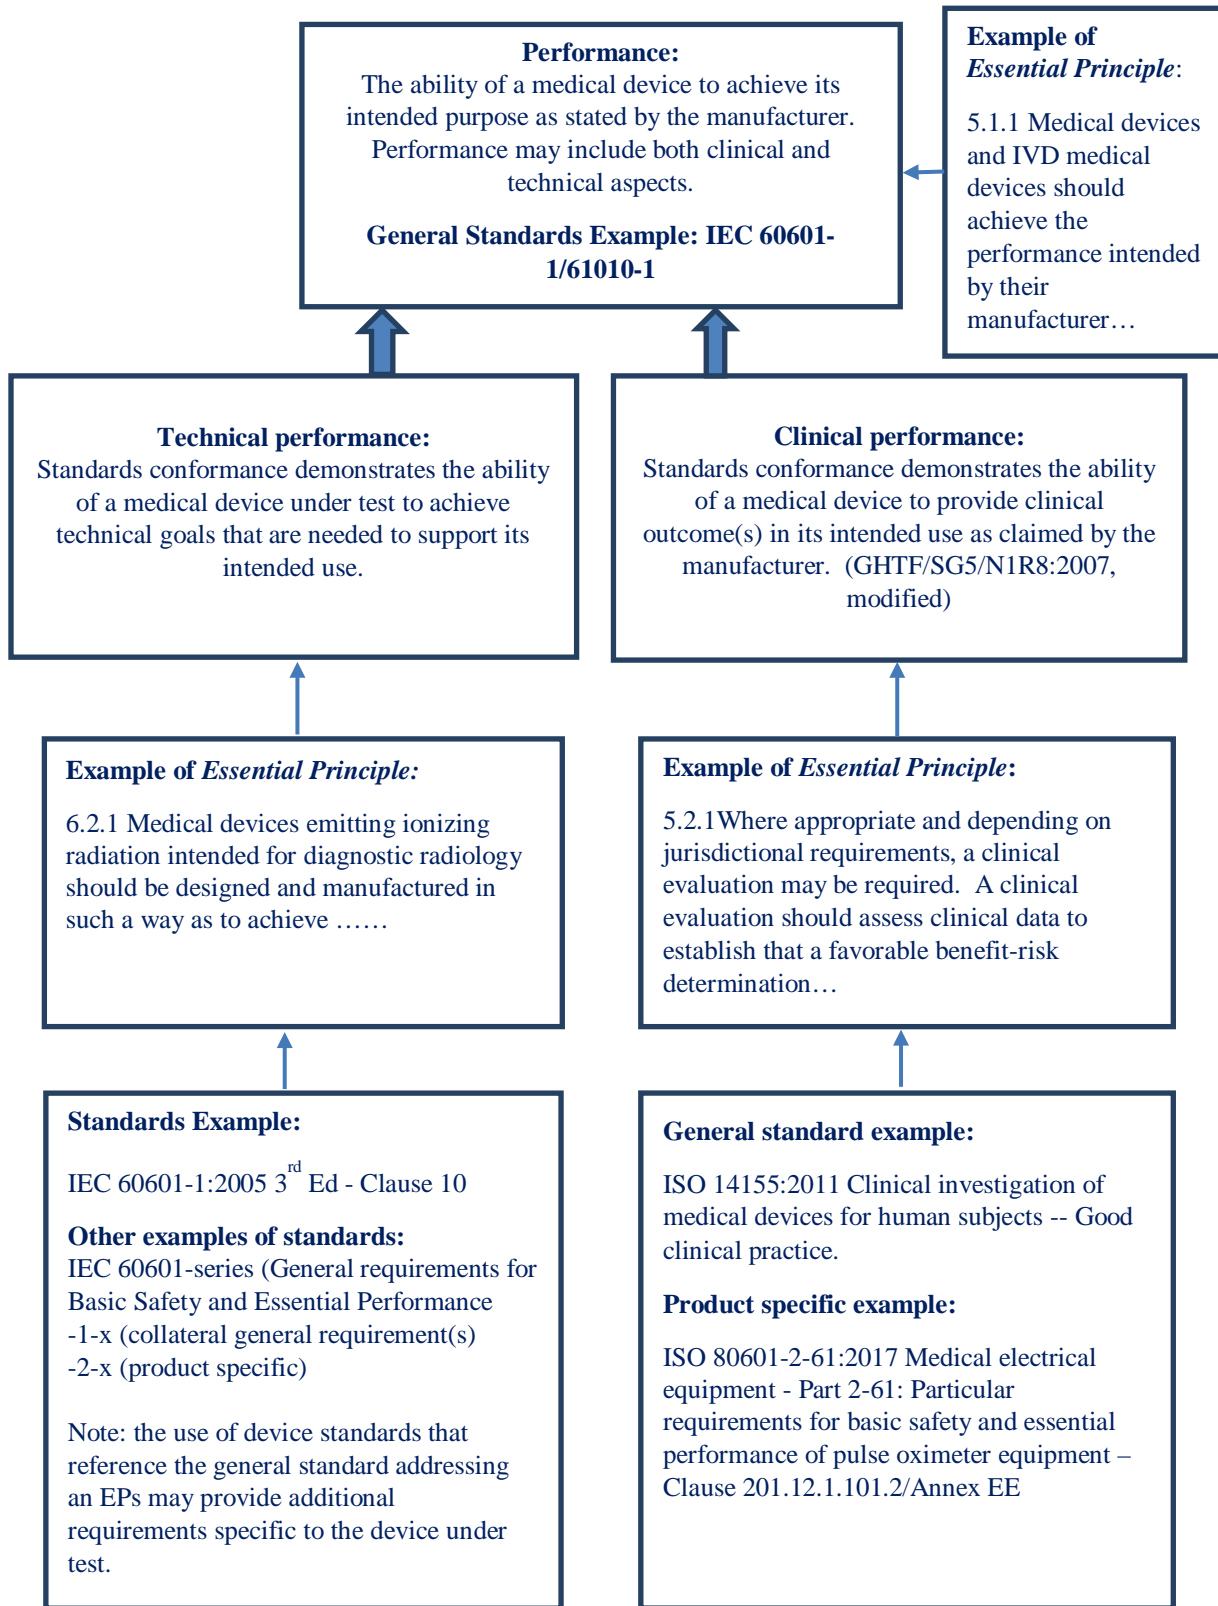 Performance:
The ability of a medical device to achieve its
intended purpose as stated by the manufacturer.
Performance may include both clinical and
technical aspects.
General Standards Example: IEC 60601-
1/61010-1
Example of
Essential Principle:
5.1.1 Medical devices
and IVD medical
devices should
achieve the
performance intended
by their
manufacturer…
Technical performance:
Standards conformance demonstrates the ability
of a medical device under test to achieve
technical goals that are needed to support its
intended use.
Clinical performance:
Standards conformance demonstrates the ability
of a medical device to provide clinical
outcome(s) in its intended use as claimed by the
manufacturer.  (GHTF/SG5/N1R8:2007,
modified)
Example of Essential Principle:
6.2.1 Medical devices emitting ionizing
radiation intended for diagnostic radiology
should be designed and manufactured in
such a way as to achieve ……
Example of Essential Principle:
5.2.1Where appropriate and depending on
jurisdictional requirements, a clinical
evaluation may be required.  A clinical
evaluation should assess clinical data to
establish that a favorable benefit-risk
determination…
Standards Example:
IEC 60601-1:2005 3rd Ed - Clause 10
Other examples of standards:
IEC 60601-series (General requirements for
Basic Safety and Essential Performance
-1-x (collateral general requirement(s)
-2-x (product specific)
Note: the use of device standards that
reference the general standard addressing
an EPs may provide additional
requirements specific to the device under
test.
General standard example:
ISO 14155:2011 Clinical investigation of
medical devices for human subjects -- Good
clinical practice.
Product specific example:
ISO 80601-2-61:2017 Medical electrical
equipment - Part 2-61: Particular
requirements for basic safety and essential
performance of pulse oximeter equipment –
Clause 201.12.1.101.2/Annex EE